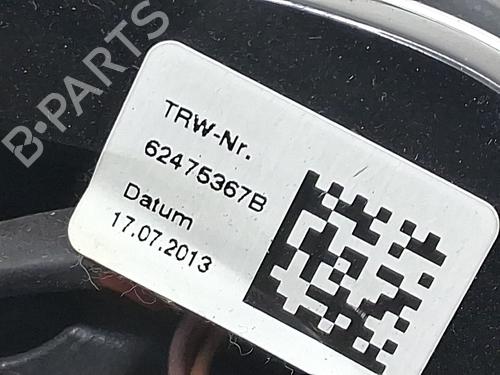 B-PARTS
TRW-Nr.
62475367B
Datum
17.07.2013